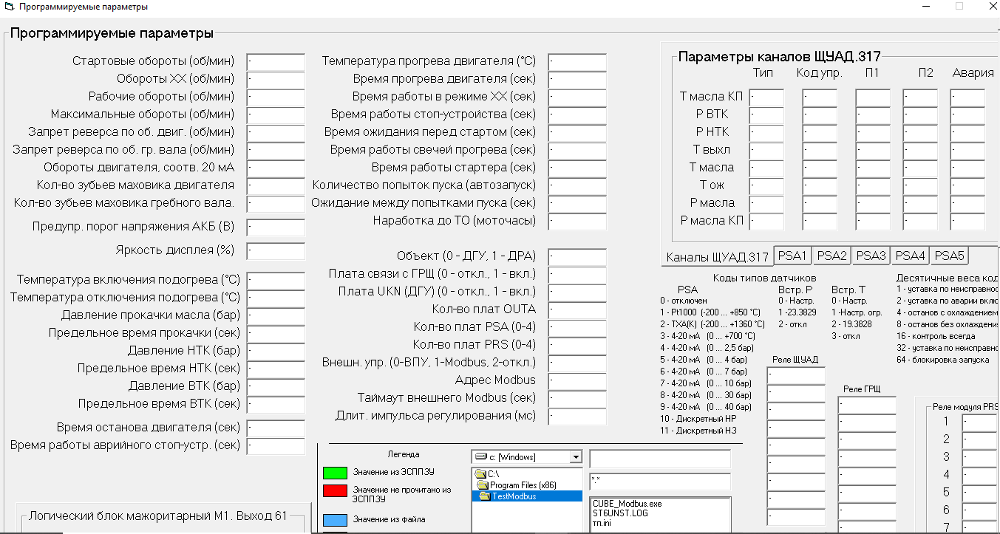 Программируемые параметры
Программируемые параметры
Стартовые обороты (об/мин)
Обороты ХХ (об/мин)
Рабочие обороты (об/мин)
Максимальные обороты (об/мин)
Запрет реверса по об. двиг. (об/мин)
Запрет реверса по об. гр. вала (об/мин)
Обороты двигателя, соотв. 20 мА
Кол-во зубьев маховика двигателя
Кол-во зубьев маховика гребного вала.
Предупр. порог напряжения АКБ (В)
Яркость дисплея (%)
Температура включения подогрева (°C)
Температура отключения подогрева (°C)
Давление прокачки масла (бар)
Предельное время прокачки (сек)
Давление НТК (бар)
Предельное время НТК (сек)
Давление ВТК (бар)
Предельное время ВТК (сек)
Время останова двигателя (сек)
Время работы аврийного стоп-устр. (сек)
Логический блок мажоритарный М1. Выход 61
Температура прогрева двигателя (°C)
Время прогрева двигателя (сек)
Время работы в режиме ХХ (сек)
Время работы стоп-устройства (сек)
Время ожидания перед стартом (сек)
Время работы свечей прогрева (сек)
Время работы стартера (сек)
Количество попыток пуска (автозапуск)
Ожидание между попытками пуска (сек)
Наработка до ТО (моточасы)
Объект (0 - ДГУ, 1 - ДРА)
Плата связи с ГРЩ (0 - откл., 1 - вкл.)
Плата UKN (ДГУ) (0 - откл., 1 - вкл.)
Кол-во плат OUTA
Кол-во плат PSA (0-4)
Кол-во плат PRS (0-4)
Внешн. упр. (0-ВПУ, 1-Modbus, 2-откл.)
Адрес Modbus
Таймаут внешнего Modbus (сек)
Длит. импульса регулирования (мс)
Легенда
Значение из ЭСППЗУ
Значение не прочитано из
ЭСППЗУ
Значение из файла
c: [Windows]
C:\
Program Files (x86)
TestModbus
*.*
CUBE_Modbus.exe
ST6UNST.LOG
тп.ini
Параметры каналов ЩУАД.317
Тип Код упр. П1 П2 Авария
Т масла КП
Р ВТК
Р НТК
Т выхл
Т масла
Т ож
Р масла
Р масла КП
Каналы ЩУАД.317 PSA1 PSA2 PSA3 PSA4 PSA5
Коды типов датчиков
PSA
0 - отключен
1 - Pt1000 (-200 ... +850 °C)
2 - ТХА(К) (-200 ... +1360 °C)
3 - 4-20 мА (0 ... +700 °C)
4 - 4-20 мА (0 ... 2,5 бар)
5 - 4-20 мА (0 ... 4 бар)
6 - 4-20 мА (0 ... 7 бар)
7 - 4-20 мА (0 ... 10 бар)
8 - 4-20 мА (0 ... 30 бар)
9 - 4-20 мА (0 ... 40 бар)
10 - Дискретный НР
11 - Дискретный НЗ
Встр. Р
0 - Настр.
1 -23.3829
2 - откл
Встр. Т
0 - Настр.
1 -Настр. огр.
2 - 19.3828
3 - откл
Десятичные веса код
1 - уставка по неисправнос
2 - уставка по аварии вклю
4 - останов с охлаждением
8 - останов без охлаждени
16 - контроль всегда
32 - уставка по неисправно
64 - блокировка запуска
Реле ЩУАД
Реле ГРЩ
Реле модуля PRS
1
2
3
4
5
6
7